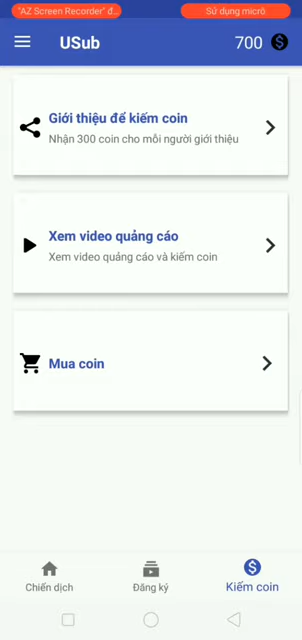 "AZ Screen Recorder" đ...
Sử dụng micrô
USub
700
Giới thiệu để kiếm coin
Nhận 300 coin cho mỗi người giới thiệu
Xem video quảng cáo
Xem video quảng cáo và kiếm coin
Mua coin
Chiến dịch
Đăng ký
Kiếm coin